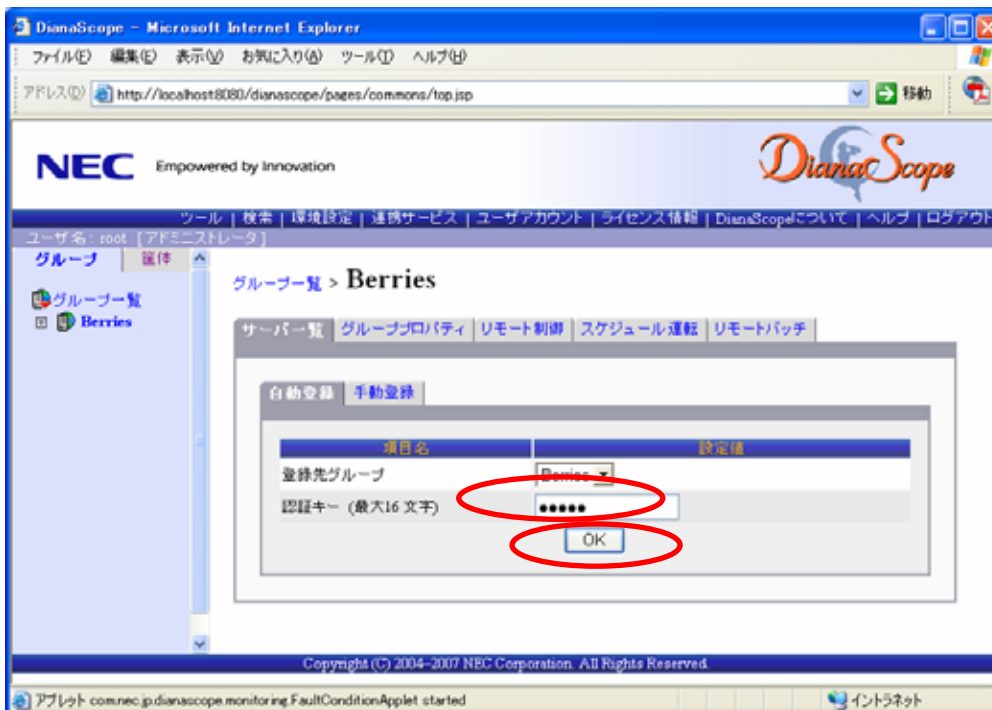 DianaScope - Microsoft Internet Explorer
ファイル(F) 編集(E) 表示(V) お気に入り(A) ツール(T) ヘルプ(H)
アドレス(D) http://localhost:8080/dianascope/pages/commons/top.jsp 移動
NEC Empowered by Innovation DianaScope
ツール | 検索 | 環境設定 | 連携サービス | ユーザアカウント | ライセンス情報 | DianaScopeについて | ヘルプ | ログアウト
ユーザ名: root [アドミニストレータ]
グループ 筐体
グループ一覧
Berries
グループ一覧 > Berries
サーバ一覧 グループプロパティ リモート制御 スケジュール運転 リモートバッチ
自動登録 手動登録
項目名 設定値
登録先グループ Berries
認証キー (最大16 文字) •••••
OK
Copyright (C) 2004-2007 NEC Corporation. All Rights Reserved.
アプレット com.nec.jp.dianascope.monitoring.FaultConditionApplet started イントラネット